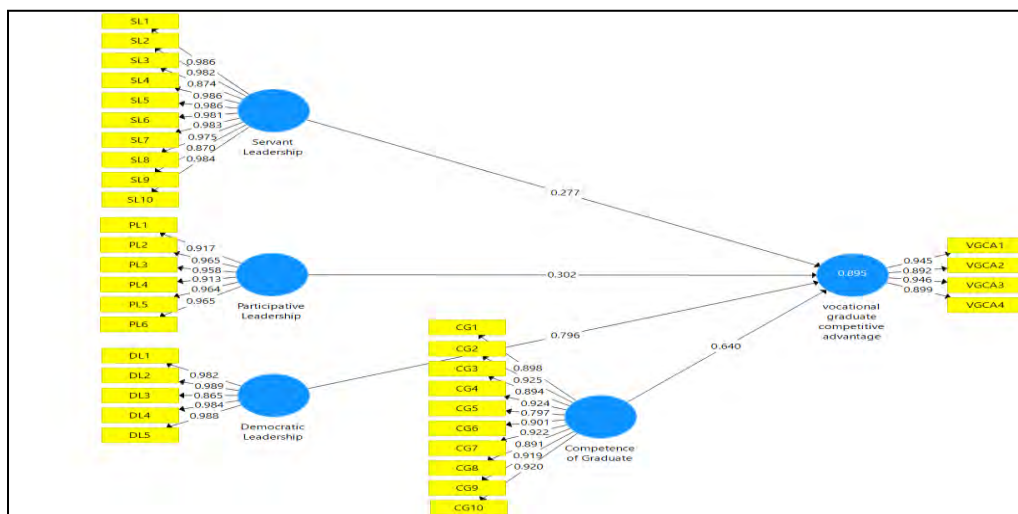 SL1
SL2
SL3
SL4
SL5
SL6
SL7
SL8
SL9
SL10
0.986
0.982
0.874
0.986
0.986
0.981
0.983
0.975
0.870
0.984
Servant
Leadership
0.277
PL1
PL2
PL3
PL4
PL5
PL6
0.917
0.965
0.958
0.913
0.964
0.965
Participative
Leadership
0.302
DL1
DL2
DL3
DL4
DL5
0.982
0.989
0.865
0.984
0.988
Democratic
Leadership
0.796
CG1
CG2
CG3
CG4
CG5
CG6
CG7
CG8
CG9
CG10
0.898
0.925
0.894
0.924
0.797
0.901
0.922
0.891
0.919
0.920
Competence
of Graduate
0.640
0.895
vocational
graduate
competitive
advantage
0.945
0.892
0.946
0.899
VGCA1
VGCA2
VGCA3
VGCA4